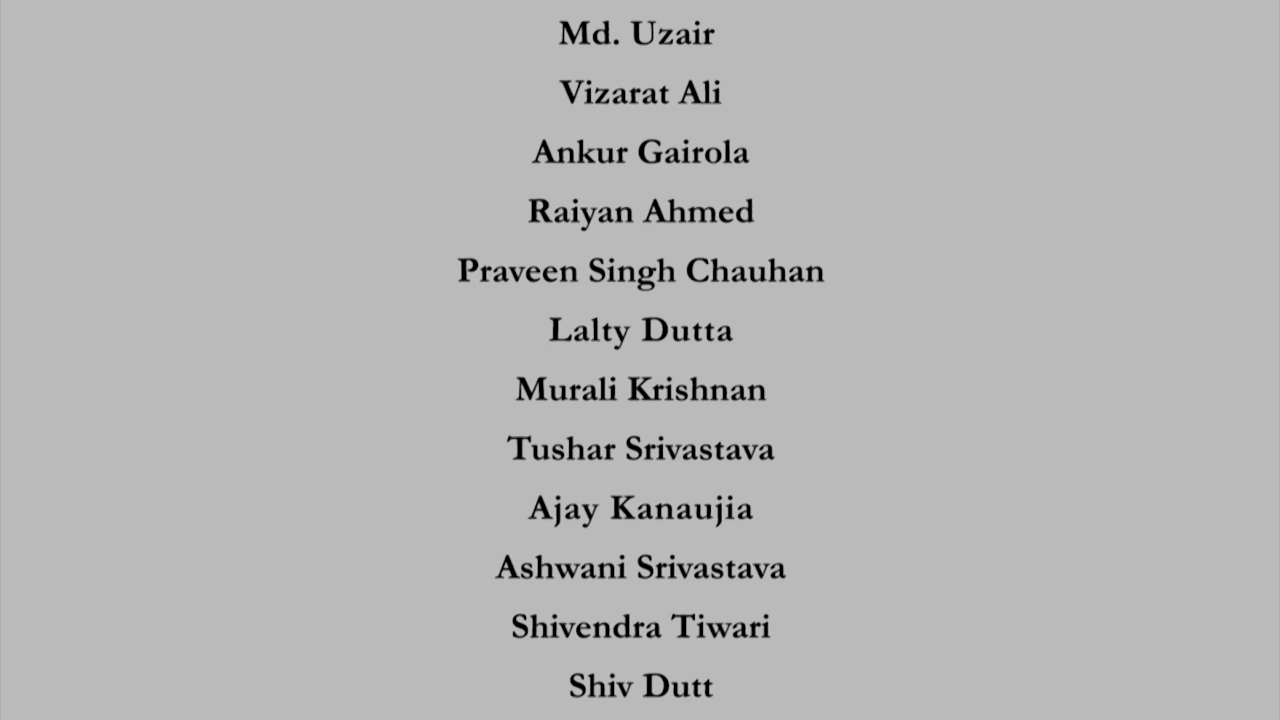 Md. Uzair
Vizarat Ali
Ankur Gairola
Raiyan Ahmed
Praveen Singh Chauhan
Lalty Dutta
Murali Krishnan
Tushar Srivastava
Ajay Kanaujia
Ashwani Srivastava
Shivendra Tiwari
Shiv Dutt